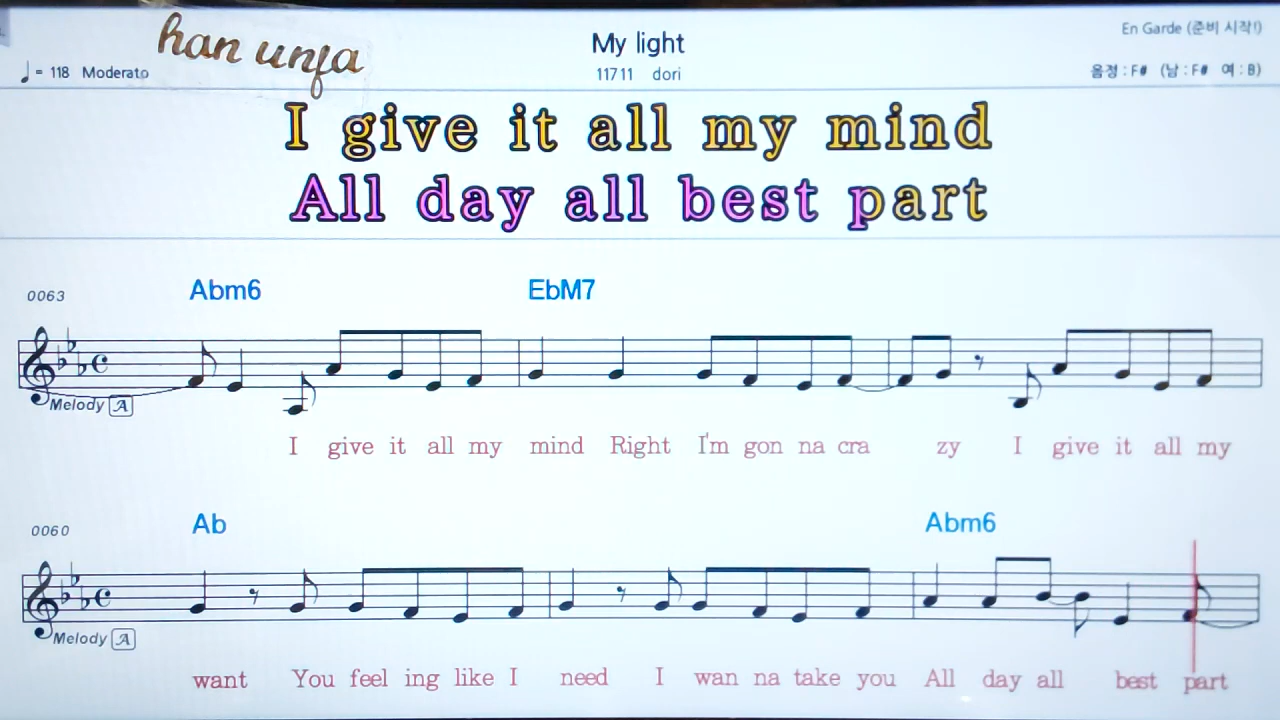 han unfa
My light
En Garde (준비 시작!)
♩= 118 Moderato
11711 dori
음정 : F# (남 : F# 여 : B)
I give it all my mind
All day all best part
0063
Abm6 EbM7
Melody A
I give it all my mind Right I'm gon na cra zy I give it all my
0060
Ab Abm6
Melody A
want You feel ing like I need I wan na take you All day all best part